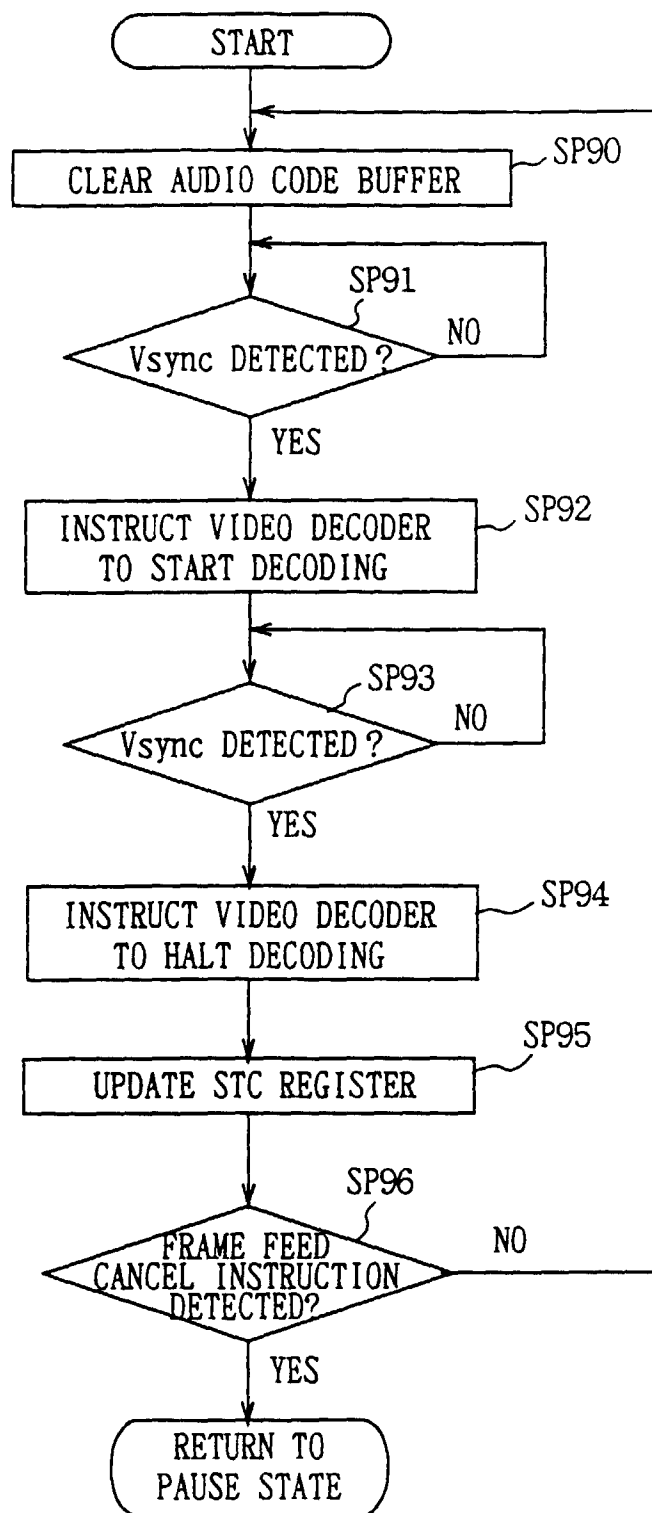 START
CLEAR AUDIO CODE BUFFER
SP90
SP91
Vsync DETECTED?
NO
YES
INSTRUCT VIDEO DECODER
TO START DECODING
SP92
SP93
Vsync DETECTED?
NO
YES
INSTRUCT VIDEO DECODER
TO HALT DECODING
SP94
SP95
UPDATE STC REGISTER
SP96
FRAME FEED
CANCEL INSTRUCTION
DETECTED?
NO
YES
RETURN TO
PAUSE STATE